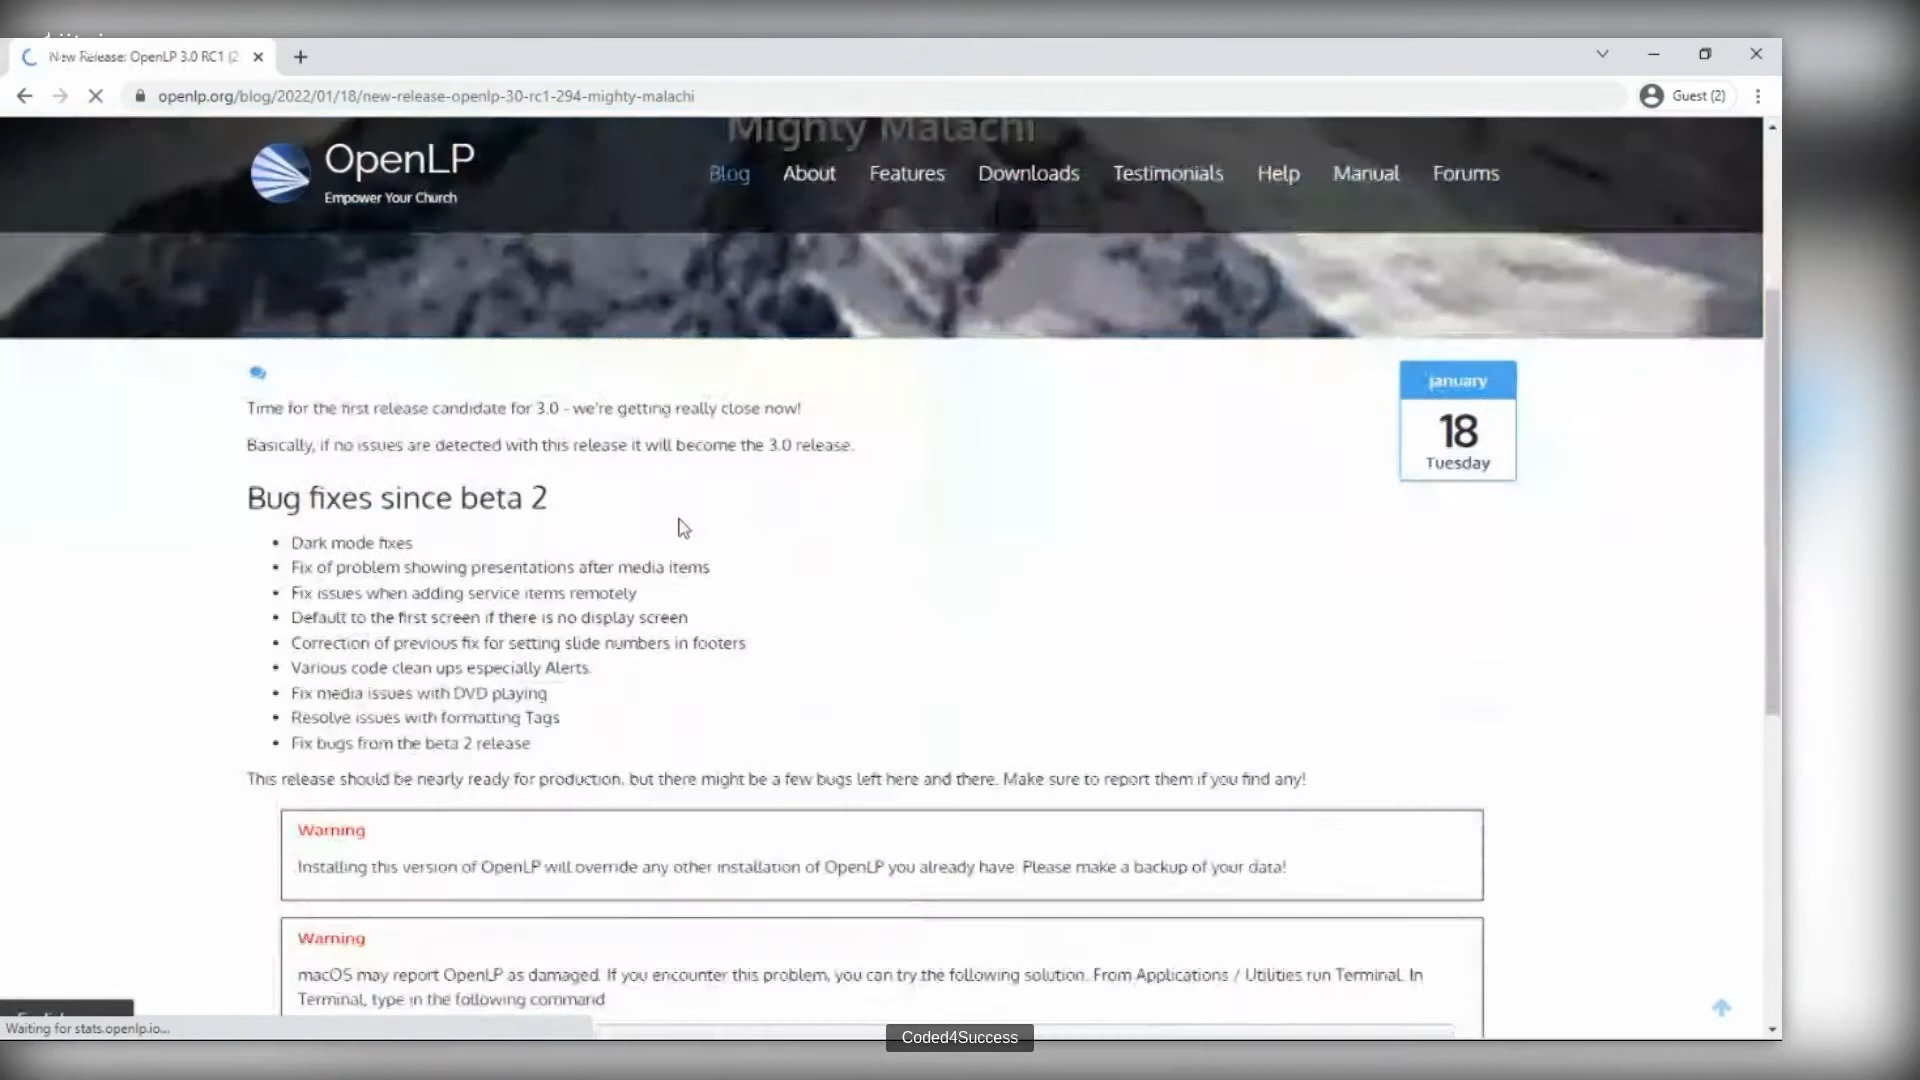 New Release: OpenLP 3.0 RC1 (2
openlp.org/blog/2022/01/18/new-release-openlp-30-rc1-294-mighty-malachi
Guest (2)
Mighty Malachi
OpenLP
Empower Your Church
Blog About Features Downloads Testimonials Help Manual Forums
january
18
Tuesday
Time for the first release candidate for 3.0 - we're getting really close now!
Basically, if no issues are detected with this release it will become the 3.0 release.
Bug fixes since beta 2
• Dark mode fixes
• Fix of problem showing presentations after media items
• Fix issues when adding service items remotely
• Default to the first screen if there is no display screen
• Correction of previous fix for setting slide numbers in footers
• Various code clean ups especially Alerts.
• Fix media issues with DVD playing
• Resolve issues with formatting Tags
• Fix bugs from the beta 2 release
This release should be nearly ready for production, but there might be a few bugs left here and there. Make sure to report them if you find any!
Warning
Installing this version of OpenLP will override any other installation of OpenLP you already have. Please make a backup of your data!
Warning
macOS may report OpenLP as damaged. If you encounter this problem, you can try the following solution. From Applications / Utilities run Terminal. In
Terminal, type in the following command
Waiting for stats.openlp.io...
Coded4Success